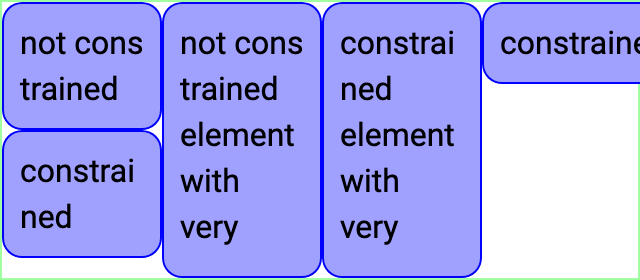 not cons
trained
constrai
ned
not cons
trained
element
with
very
constrai
ned
element
with
very
constraine